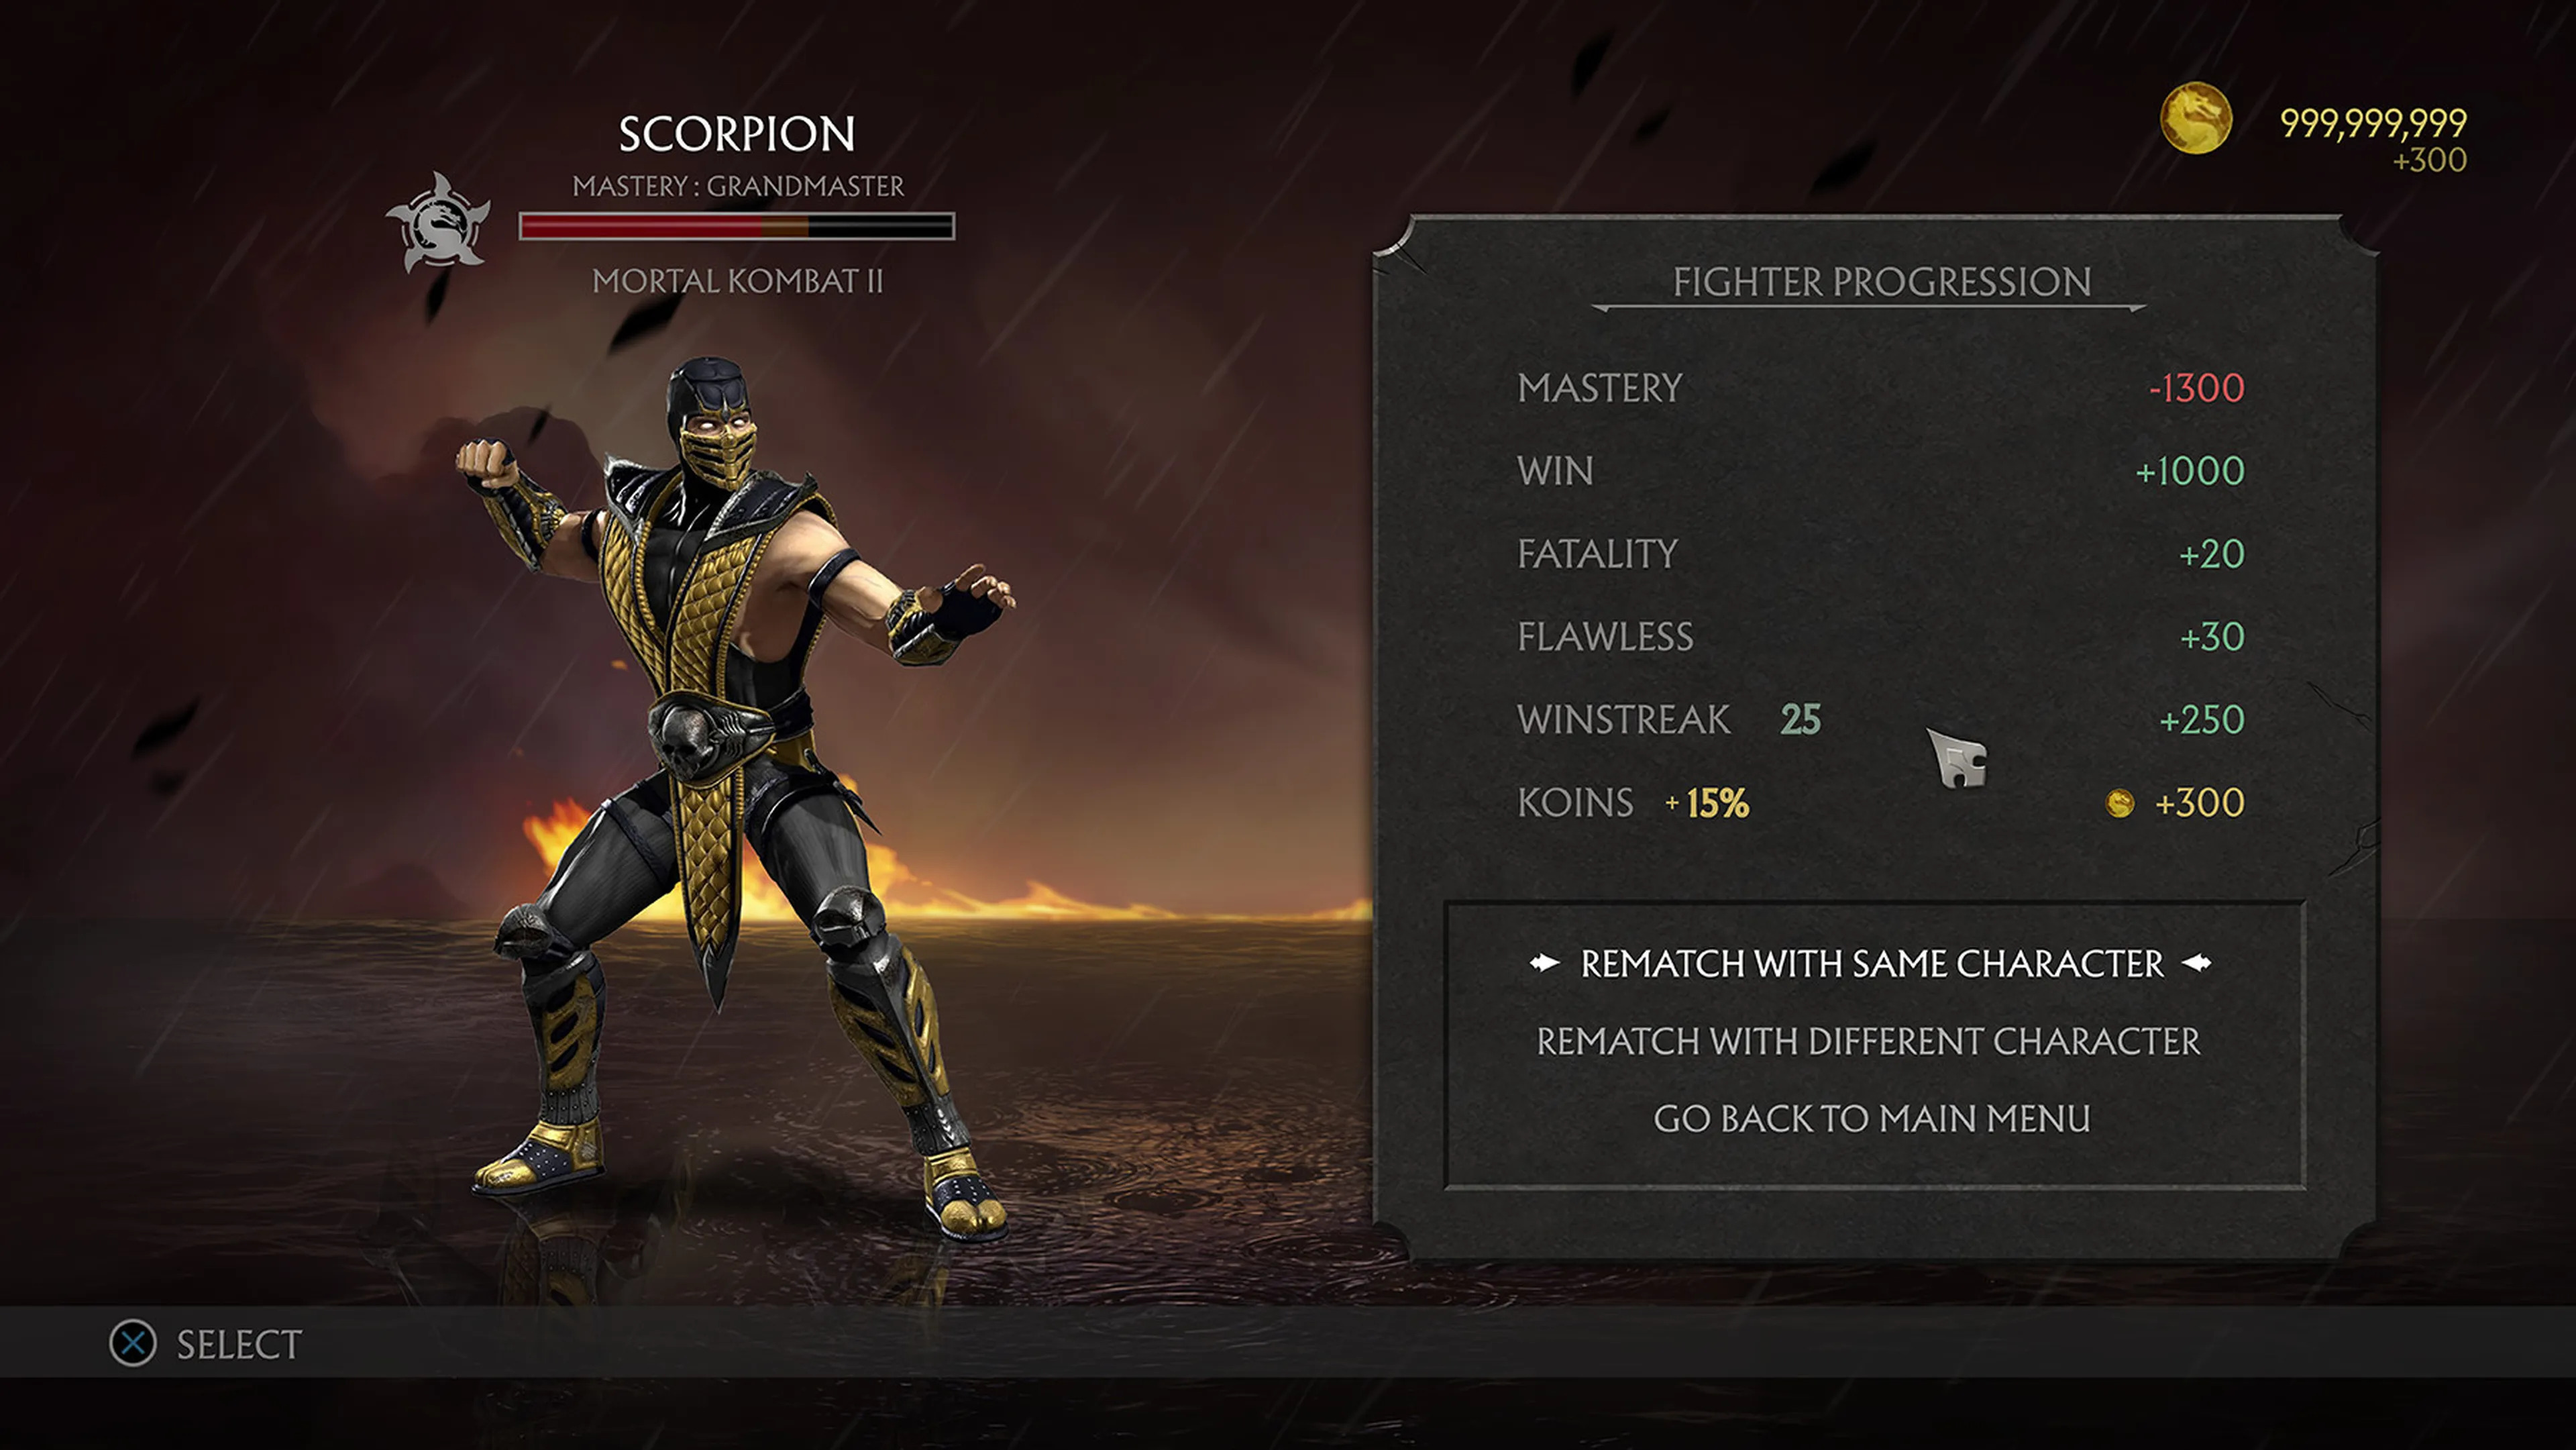 SCORPION
MASTERY : GRANDMASTER
MORTAL KOMBAT II
999,999,999
+300
FIGHTER PROGRESSION
MASTERY -1300
WIN +1000
FATALITY +20
FLAWLESS +30
WINSTREAK 25 +250
KOINS + 15% +300
REMATCH WITH SAME CHARACTER
REMATCH WITH DIFFERENT CHARACTER
GO BACK TO MAIN MENU
SELECT